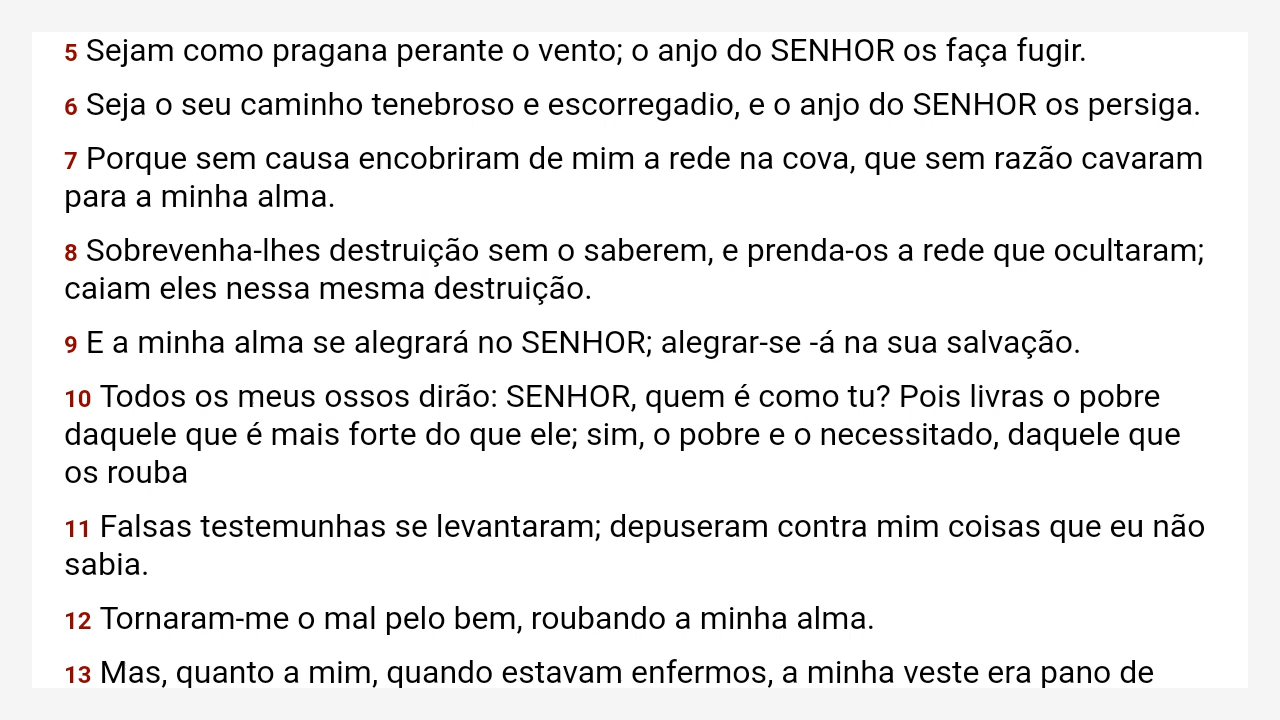 5 Sejam como pragana perante o vento; o anjo do SENHOR os faça fugir.
6 Seja o seu caminho tenebroso e escorregadio, e o anjo do SENHOR os persiga.
7 Porque sem causa encobriram de mim a rede na cova, que sem razão cavaram
para a minha alma.
8 Sobrevenha-lhes destruição sem o saberem, e prenda-os a rede que ocultaram;
caiam eles nessa mesma destruição.
9 E a minha alma se alegrará no SENHOR; alegrar-se -á na sua salvação.
10 Todos os meus ossos dirão: SENHOR, quem é como tu? Pois livras o pobre
daquele que é mais forte do que ele; sim, o pobre e o necessitado, daquele que
os rouba
11 Falsas testemunhas se levantaram; depuseram contra mim coisas que eu não
sabia.
12 Tornaram-me o mal pelo bem, roubando a minha alma.
13 Mas, quanto a mim, quando estavam enfermos, a minha veste era pano de